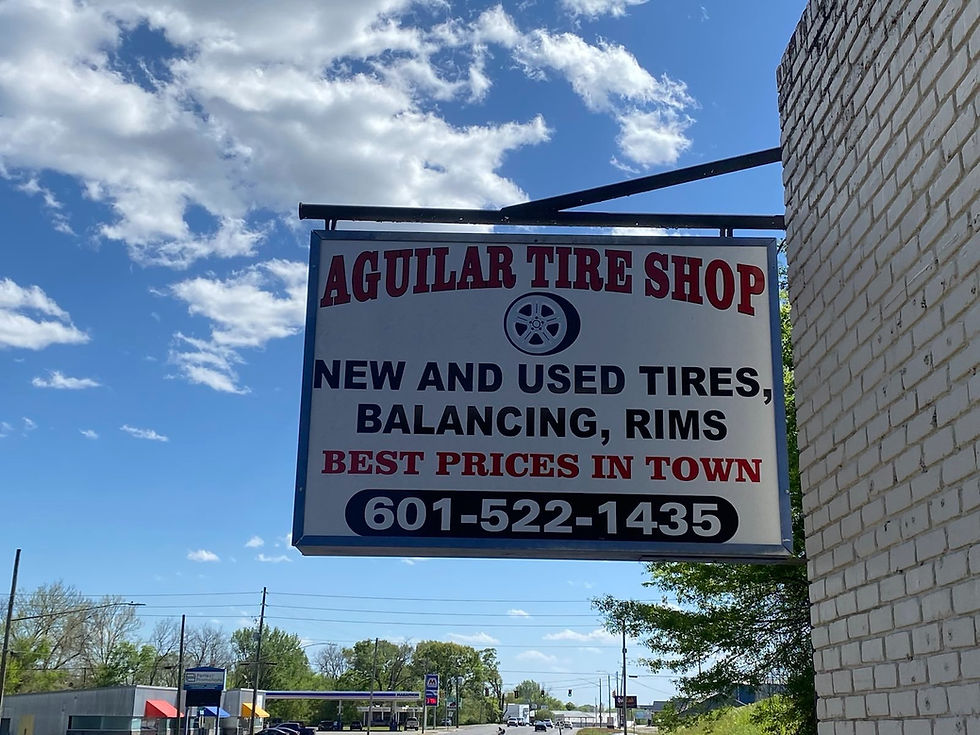 AGUILAR TIRE SHOP
NEW AND USED TIRES,
BALANCING, RIMS
BEST PRICES IN TOWN
601-522-1435